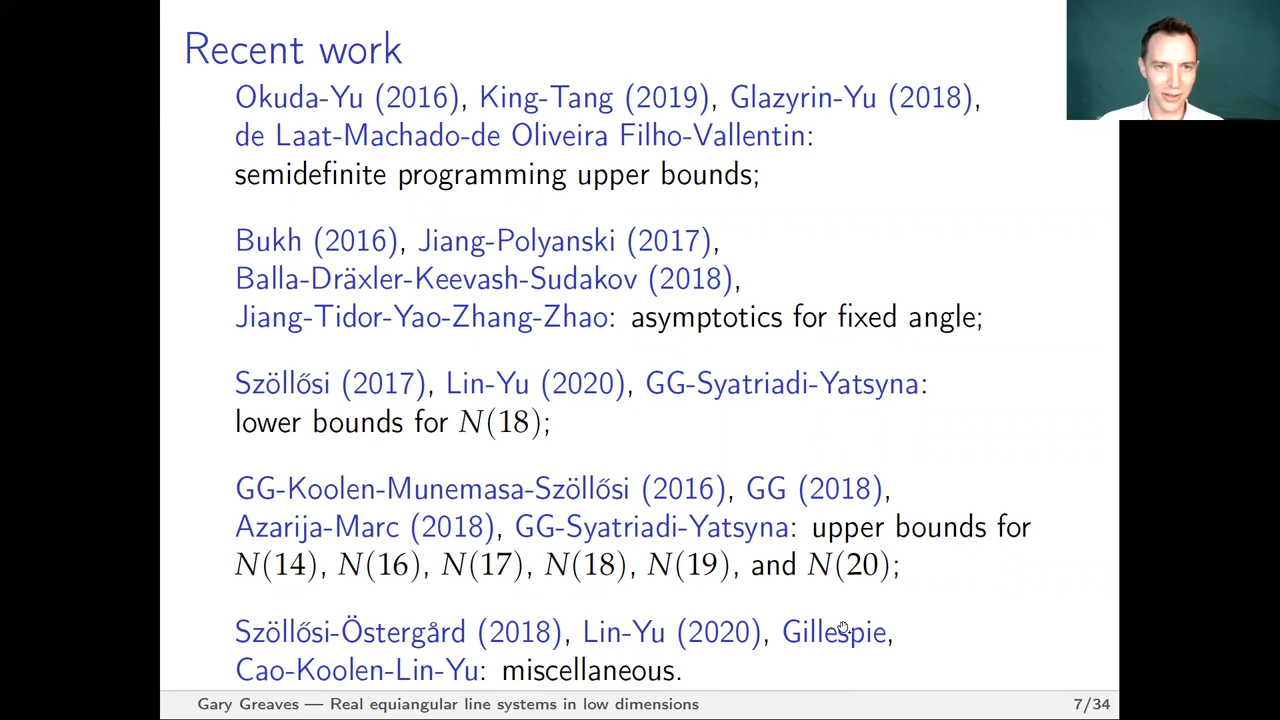 Recent work
Okuda-Yu (2016), King-Tang (2019), Glazyrin-Yu (2018),
de Laat-Machado-de Oliveira Filho-Vallentin:
semidefinite programming upper bounds;
Bukh (2016), Jiang-Polyanski (2017),
Balla-Dräxler-Keevash-Sudakov (2018),
Jiang-Tidor-Yao-Zhang-Zhao: asymptotics for fixed angle;
Szöllősi (2017), Lin-Yu (2020), GG-Syatriadi-Yatsyna:
lower bounds for N(18);
GG-Koolen-Munemasa-Szöllősi (2016), GG (2018),
Azarija-Marc (2018), GG-Syatriadi-Yatsyna: upper bounds for
N(14), N(16), N(17), N(18), N(19), and N(20);
Szöllősi-Östergård (2018), Lin-Yu (2020), Gillespie,
Cao-Koolen-Lin-Yu: miscellaneous.
Gary Greaves — Real equiangular line systems in low dimensions 7/34